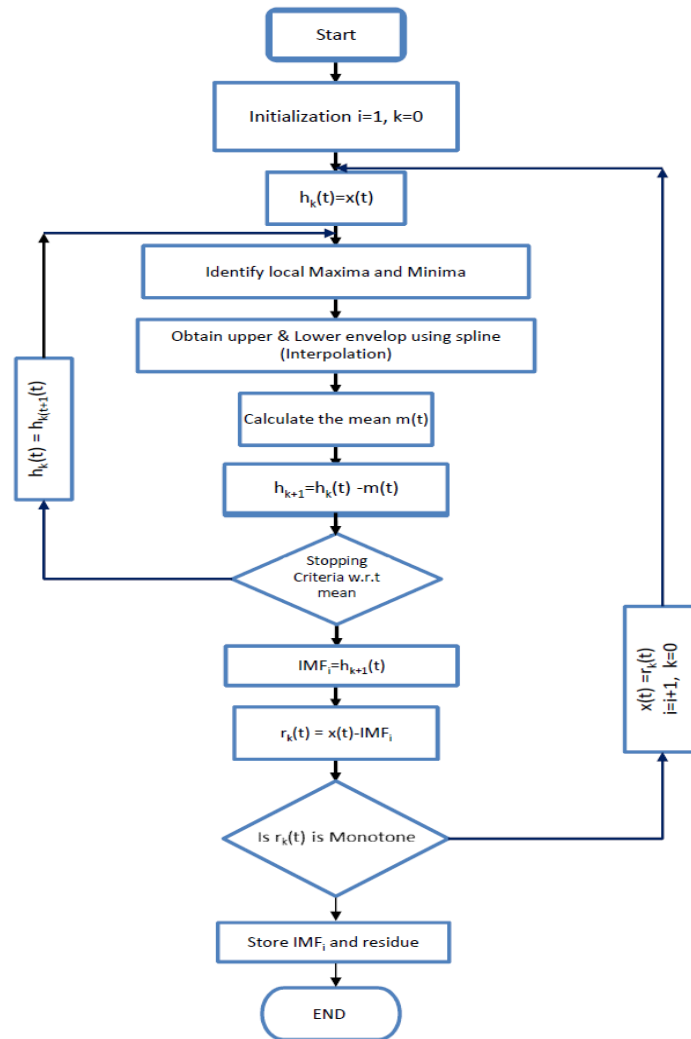 Start
Initialization i=1, k=0
hₖ(t)=x(t)
Identify local Maxima and Minima
Obtain upper & Lower envelop using spline
(Interpolation)
Calculate the mean m(t)
hₖ₊₁=hₖ(t) -m(t)
Stopping
Criteria w.r.t
mean
hₖ(t) = hₖ₍ₜ₊₁(t)
IMFᵢ=hₖ₊₁(t)
rₖ(t) = x(t)-IMFᵢ
Is rₖ(t) is Monotone
x(t) =rₖ(t)
i=i+1, k=0
Store IMFᵢ and residue
END